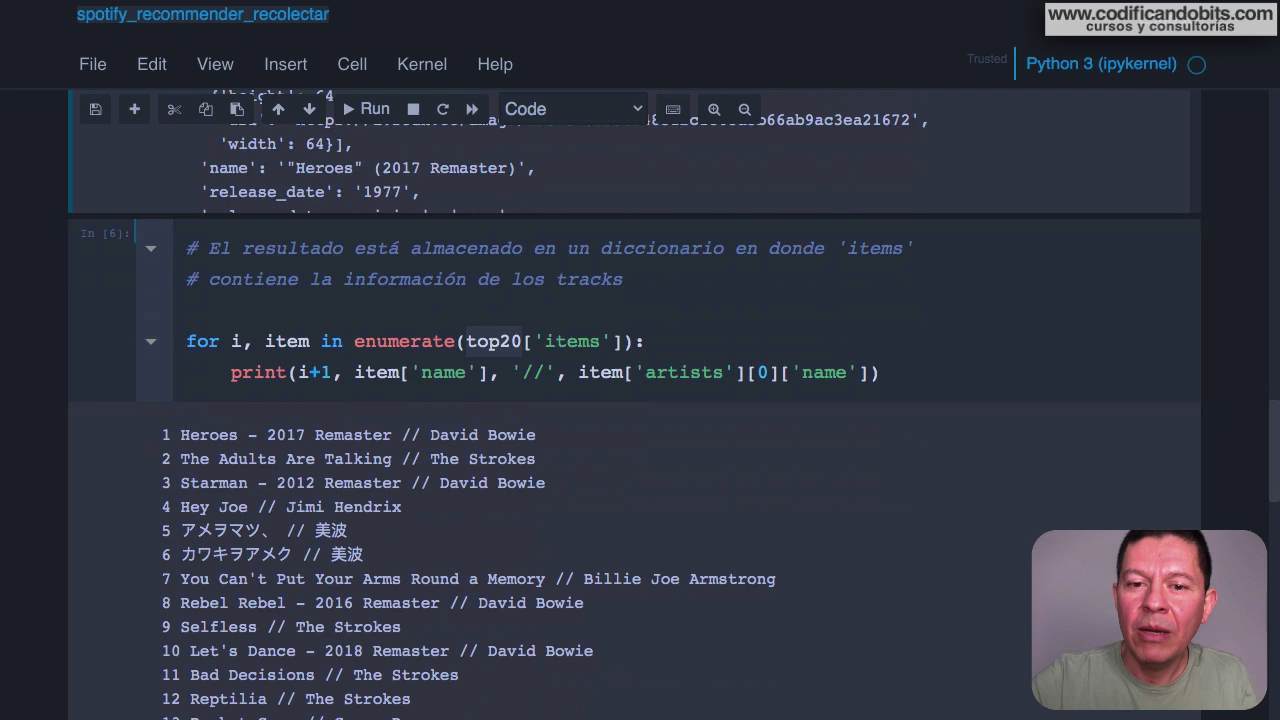 spotify_recommender_recolectar
www.codificandobits.com
cursos y consultorías
File Edit View Insert Cell Kernel Help
Trusted
Python 3 (ipykernel)
Run
Code
'width': 64}],
'name': '"Heroes" (2017 Remaster)',
'release_date': '1977',
In [6]:
# El resultado está almacenado en un diccionario en donde 'items'
# contiene la información de los tracks
for i, item in enumerate(top20['items']):
print(i+1, item['name'], '//', item['artists'][0]['name'])
1 Heroes - 2017 Remaster // David Bowie
2 The Adults Are Talking // The Strokes
3 Starman - 2012 Remaster // David Bowie
4 Hey Joe // Jimi Hendrix
5 アメヲマツ、 // 美波
6 カワキヲアメク // 美波
7 You Can't Put Your Arms Round a Memory // Billie Joe Armstrong
8 Rebel Rebel - 2016 Remaster // David Bowie
9 Selfless // The Strokes
10 Let's Dance - 2018 Remaster // David Bowie
11 Bad Decisions // The Strokes
12 Reptilia // The Strokes